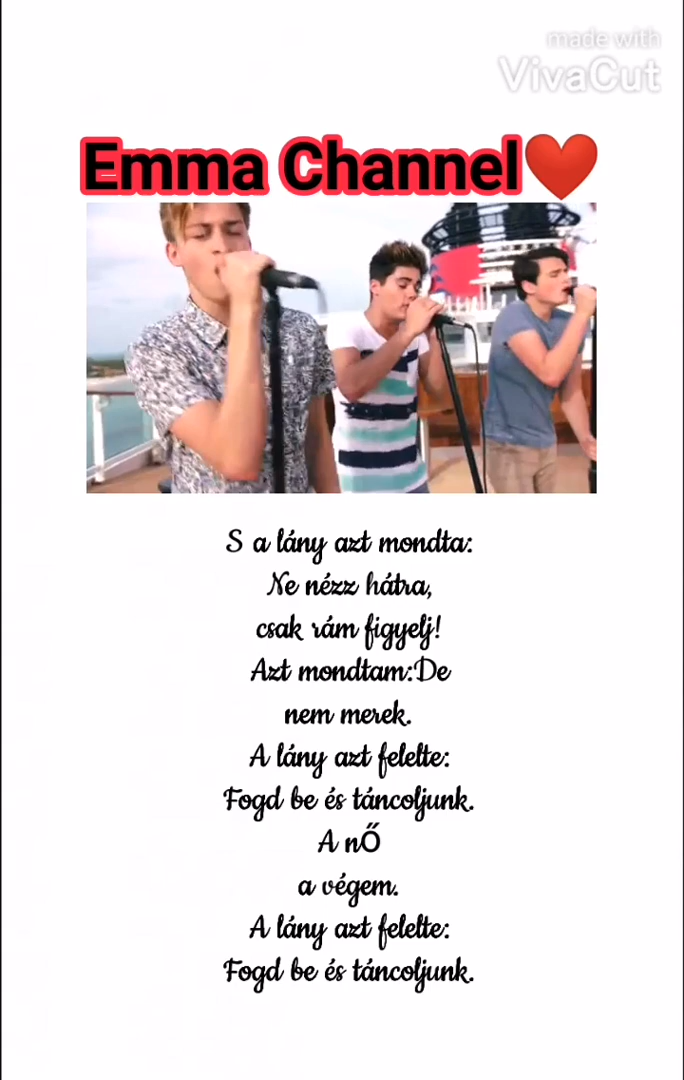 made with
VivaCut
Emma Channel❤️
S a lány azt mondta:
Ne nézz hátra,
csak rám figyelj!
Azt mondtam:De
nem merek.
A lány azt felelte:
Fogd be és táncoljunk.
A nŐ
a végem.
A lány azt felelte:
Fogd be és táncoljunk.